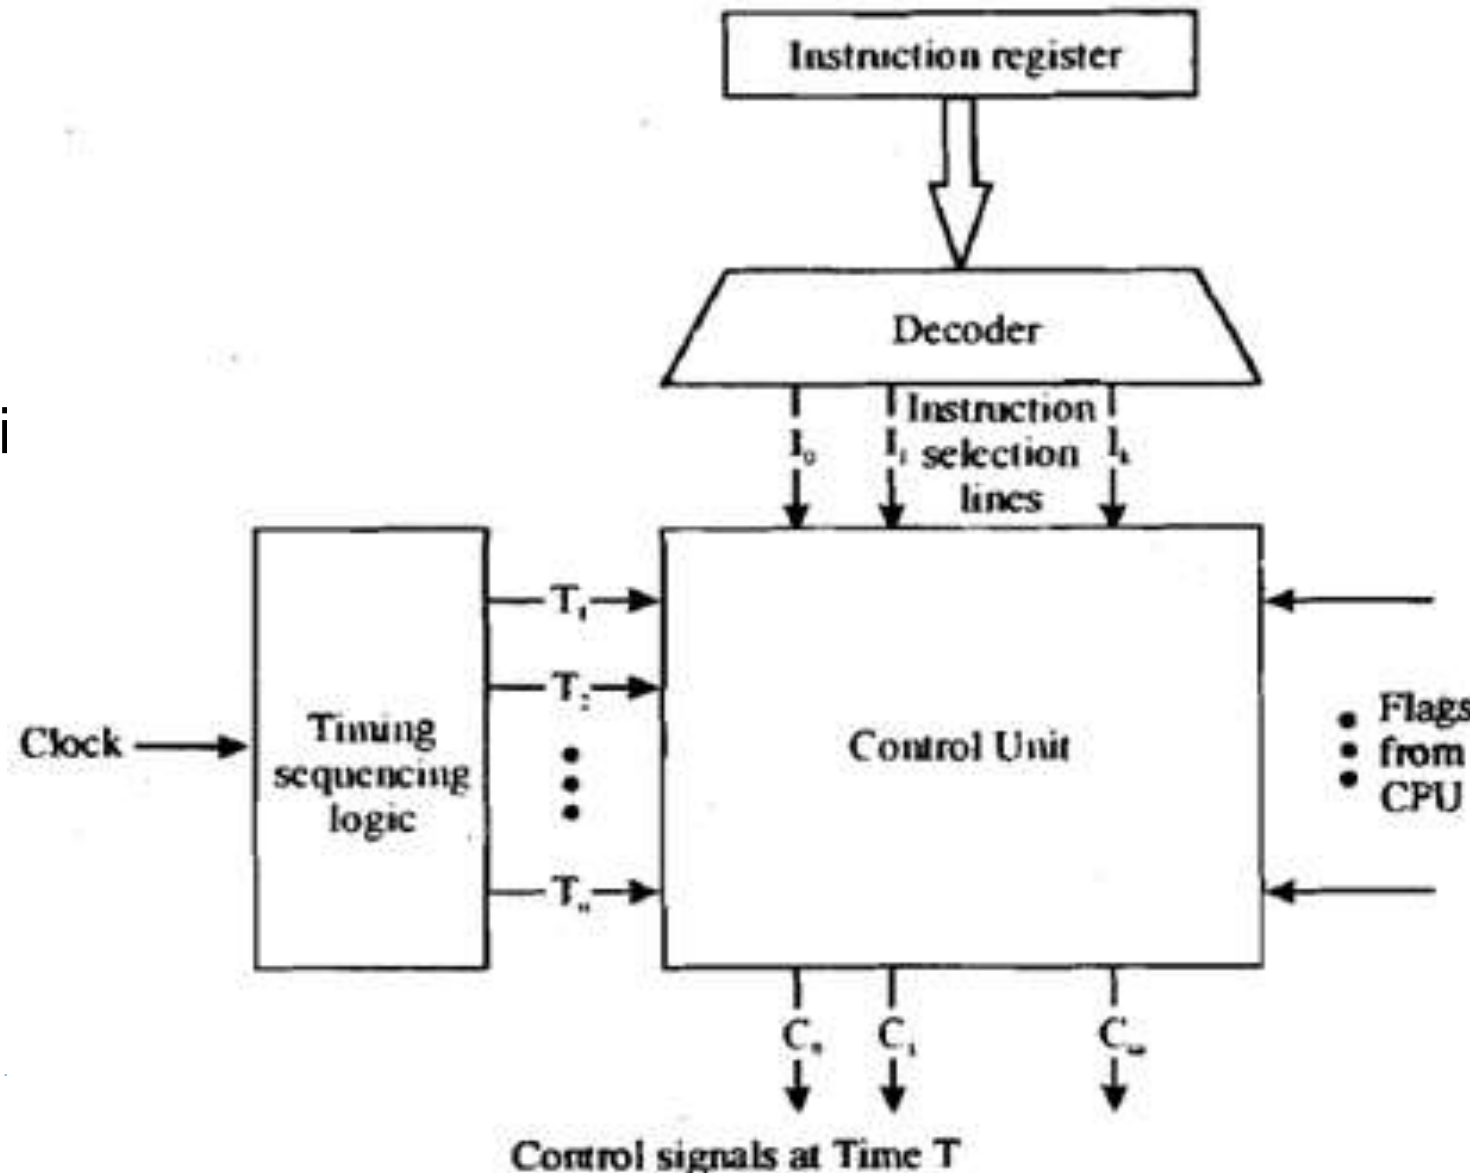 Instruction register
Decoder
Instruction
selection
lines
I₀
I₁
Iₖ
i
T₁
T₂
Tₙ
Clock
Timing
sequencing
logic
Control Unit
Flags
from
CPU
C₀
C₁
Cₘ
Control signals at Time T